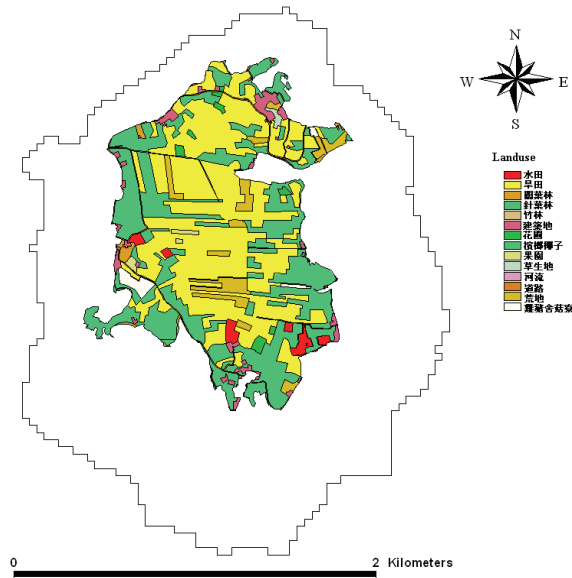 N
W E
S
Landuse
水田
旱田
闊葉林
針葉林
竹林
建築地
花圃
檳榔椰子
果園
草生地
河流
道路
荒地
雞豬舍菇寮
0 2 Kilometers